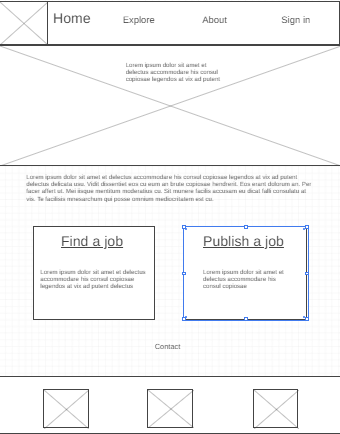 Home Explore About Sign in
Lorem ipsum dolor sit amet ei
delectus accommodare his consul
copiosae legendos at vix ad putent
Lorem ipsum dolor sit amet ei delectus accommodare his consul copiosae legendos at vix ad putent
delectus delicata usu. Vidit dissentiet eos cu eum an brute copiosae hendrerit. Eos erant dolorum an. Per
facer affert ut. Mei iisque mentitum moderatius cu. Sit munere facilis accusam eu dicat falli consulatu at
vis. Te facilisis mnesarchum qui posse omnium mediocritatem est cu.
Find a job
Lorem ipsum dolor sit amet ei delectus
accommodare his consul copiosae
legendos at vix ad putent delectus
Publish a job
Lorem ipsum dolor sit amet et
delectus accommodare his
consul copiosae
Contact